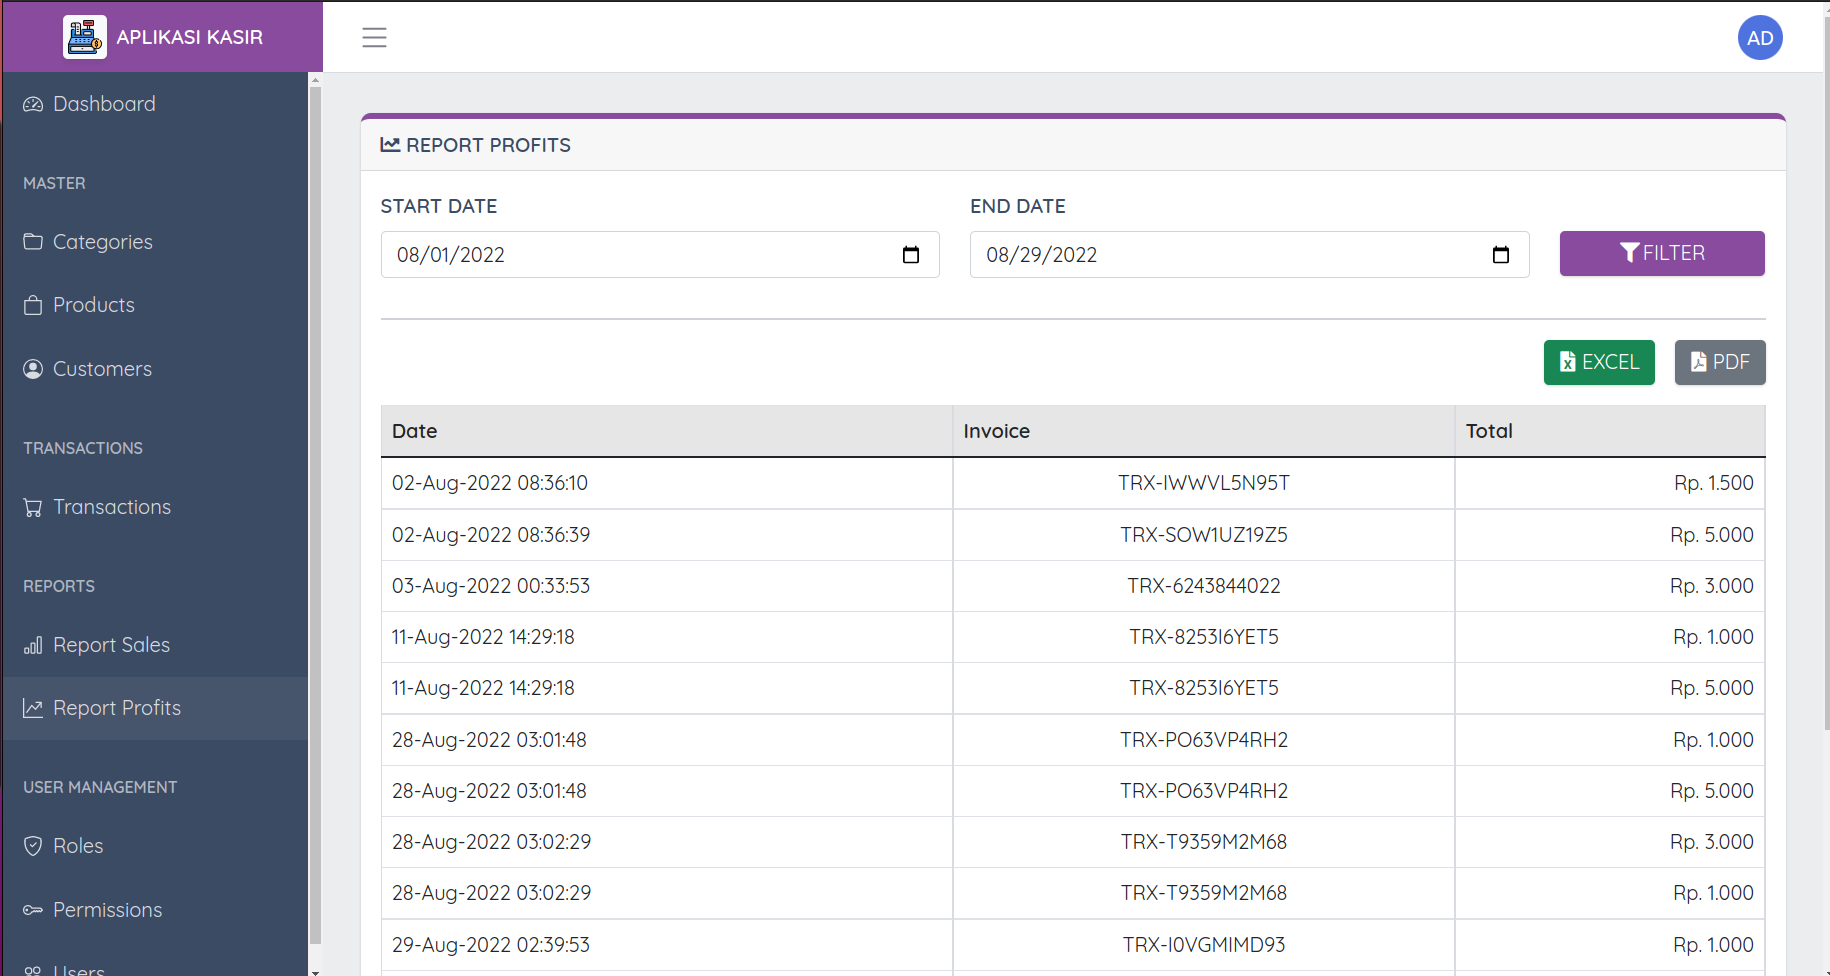 APLIKASI KASIR
AD
Dashboard
MASTER
Categories
Products
Customers
TRANSACTIONS
Transactions
REPORTS
Report Sales
Report Profits
USER MANAGEMENT
Roles
Permissions
Users
REPORT PROFITS
START DATE END DATE
08/01/2022 08/29/2022 FILTER
EXCEL PDF
Date Invoice Total
02-Aug-2022 08:36:10 TRX-IWWVL5N95T Rp. 1.500
02-Aug-2022 08:36:39 TRX-SOW1UZ19Z5 Rp. 5.000
03-Aug-2022 00:33:53 TRX-6243844022 Rp. 3.000
11-Aug-2022 14:29:18 TRX-8253I6YET5 Rp. 1.000
11-Aug-2022 14:29:18 TRX-8253I6YET5 Rp. 5.000
28-Aug-2022 03:01:48 TRX-PO63VP4RH2 Rp. 1.000
28-Aug-2022 03:01:48 TRX-PO63VP4RH2 Rp. 5.000
28-Aug-2022 03:02:29 TRX-T9359M2M68 Rp. 3.000
28-Aug-2022 03:02:29 TRX-T9359M2M68 Rp. 1.000
29-Aug-2022 02:39:53 TRX-I0VGMIMD93 Rp. 1.000